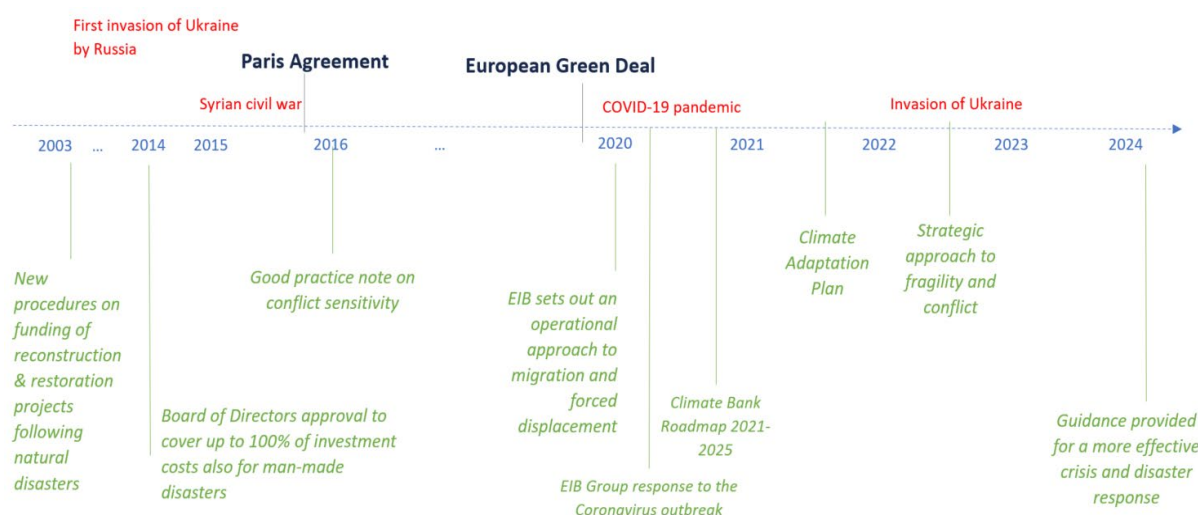 First invasion of Ukraine
by Russia
Paris Agreement
European Green Deal
Syrian civil war
COVID-19 pandemic
Invasion of Ukraine
2003 ... 2014 2015 2016 ... 2020 2021 2022 2023 2024
New
procedures on
funding of
reconstruction
& restoration
projects
following
natural
disasters
Board of Directors approval to
cover up to 100% of investment
costs also for man-made
disasters
Good practice note on
conflict sensitivity
EIB sets out an
operational
approach to
migration and
forced
displacement
EIB Group response to the
Coronavirus outbreak
Climate Bank
Roadmap 2021-
2025
Climate
Adaptation
Plan
Strategic
approach to
fragility and
conflict
Guidance provided
for a more effective
crisis and disaster
response